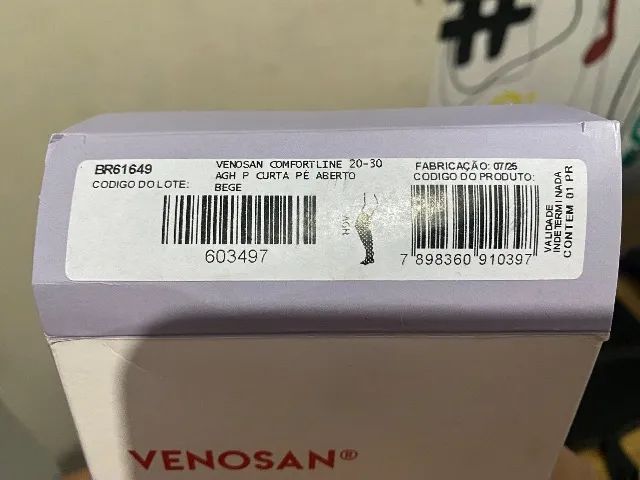 #
BR61649
CODIGO DO LOTE:
603497
VENOSAN COMFORTLINE 20-30
AGH P CURTA PÉ ABERTO
BEGE
AGH
FABRICAÇÃO: 07/25
CODIGO DO PRODUTO:
7 898360 910397
VALIDADE
INDETERMINADA
CONTEM 01 PR
VENOSAN®